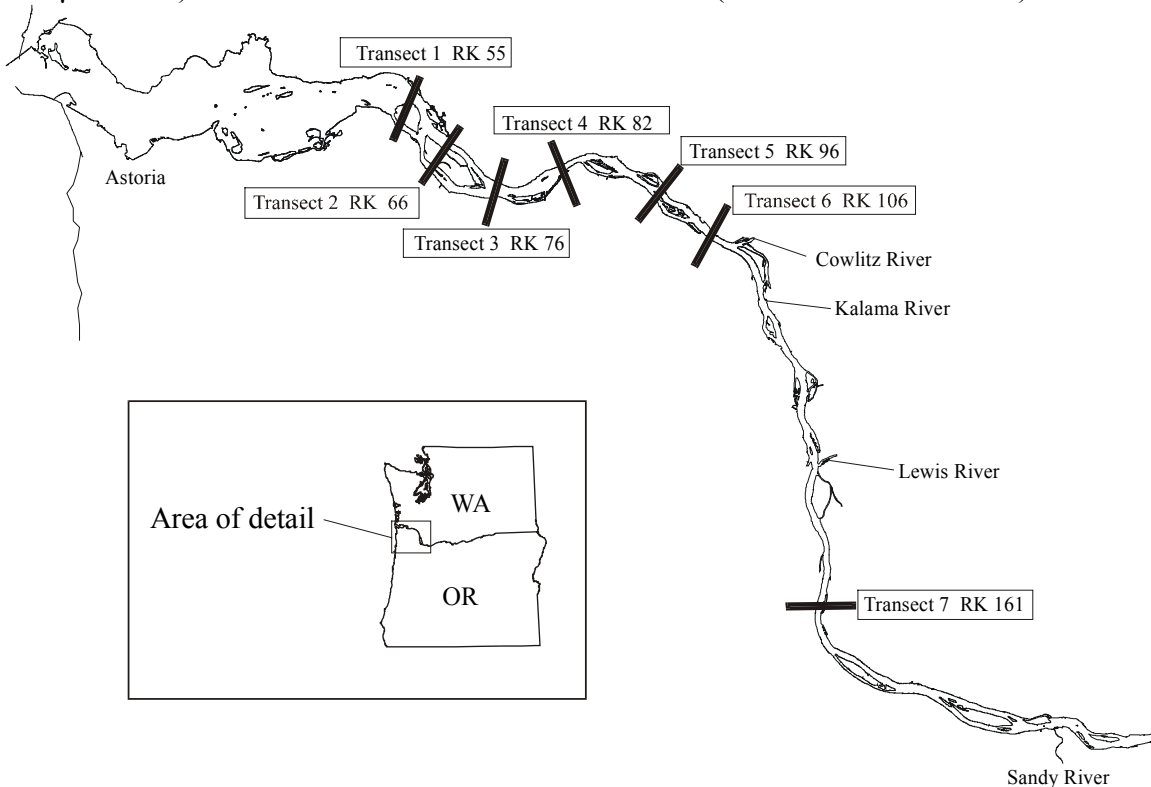 Transect 1 RK 55
Transect 4 RK 82
Transect 5 RK 96
Astoria
Transect 2 RK 66
Transect 6 RK 106
Transect 3 RK 76
Cowlitz River
Kalama River
WA
Lewis River
Area of detail
OR
Transect 7 RK 161
Sandy River